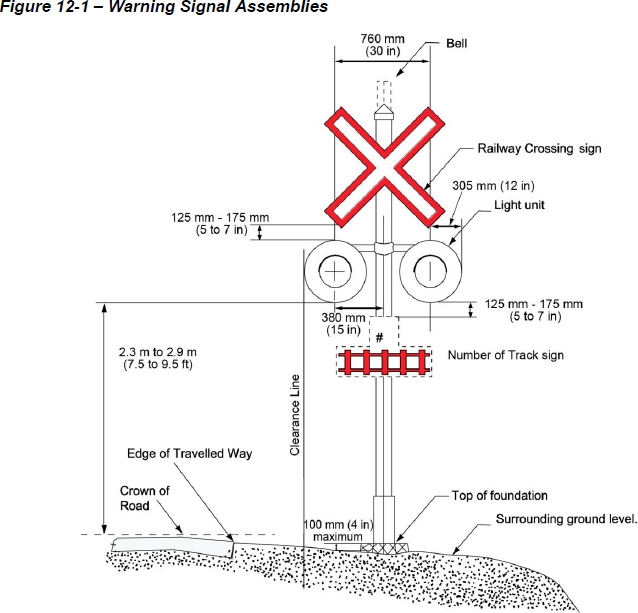 Figure 12-1 – Warning Signal Assemblies
760 mm
(30 in)
Bell
Railway Crossing sign
305 mm (12 in)
Light unit
125 mm - 175 mm
(5 to 7 in)
125 mm - 175 mm
(5 to 7 in)
380 mm
(15 in)
#
2.3 m to 2.9 m
(7.5 to 9.5 ft)
Number of Track sign
Clearance Line
Edge of Travelled Way
Crown of
Road
Top of foundation
100 mm (4 in)
maximum
Surrounding ground level.